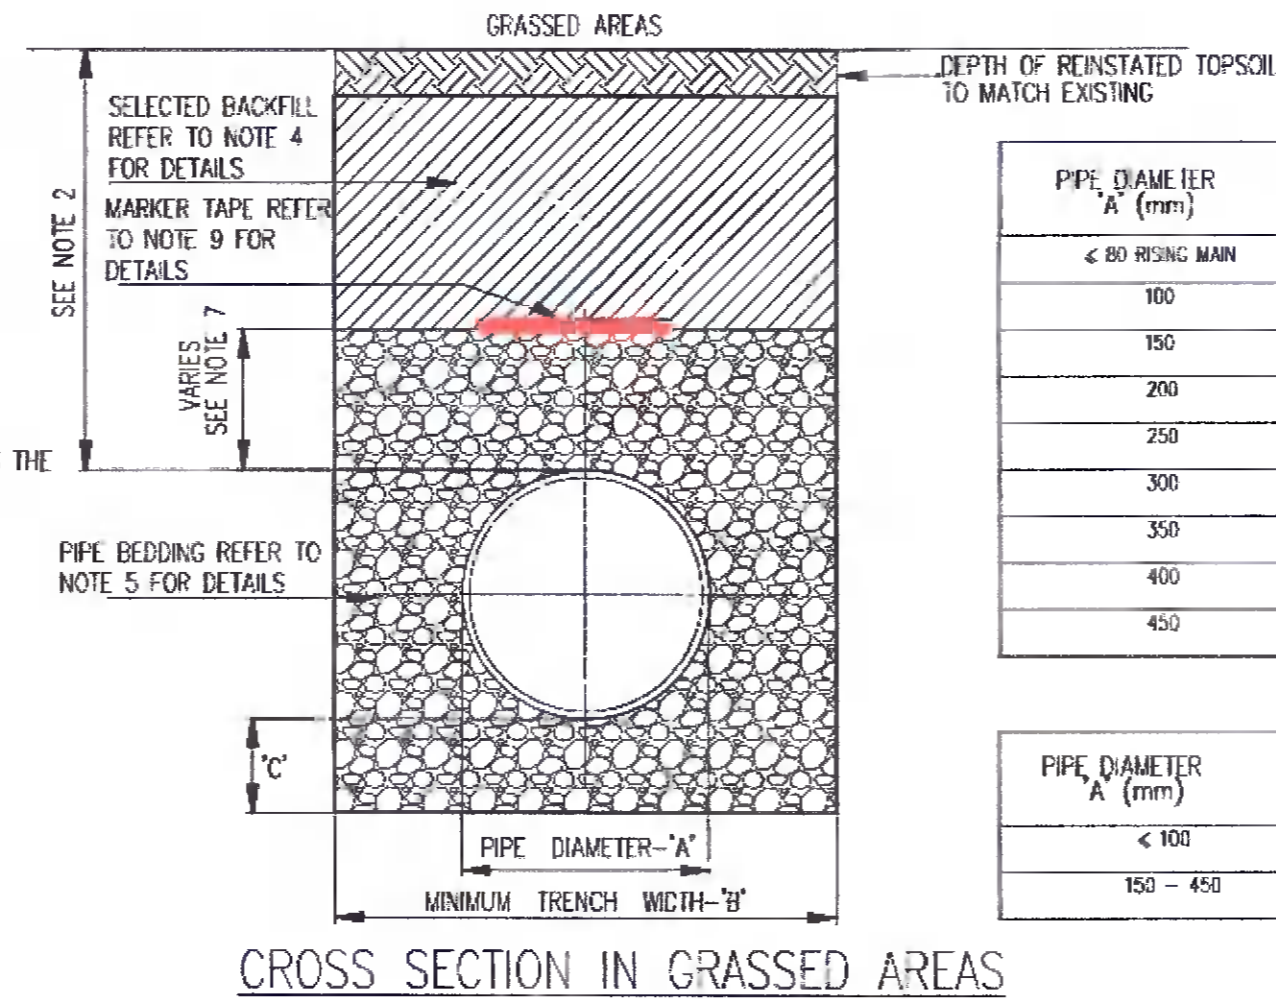 GRASSED AREAS
DEPTH OF REINSTATED TOPSOIL
TO MATCH EXISTING
SELECTED BACKFILL
REFER TO NOTE 4
FOR DETAILS
MARKER TAPE REFER
TO NOTE 9 FOR
DETAILS
SEE NOTE 2
VARIES
SEE NOTE 7
THE
PIPE BEDDING REFER TO
NOTE 5 FOR DETAILS
'C'
PIPE DIAMETER-'A'
MINIMUM TRENCH WIDTH-'B'
CROSS SECTION IN GRASSED AREAS
PIPE DIAMETER
'A' (mm)
⩽ 80 RISING MAIN
100
150
200
250
300
350
400
450
PIPE DIAMETER
'A' (mm)
⩽ 100
150 - 450